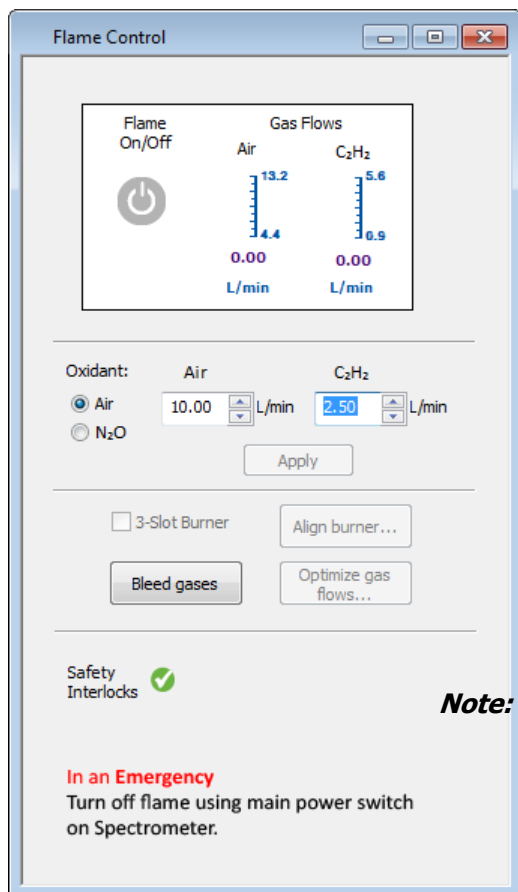 Flame Control
Flame On/Off
Gas Flows
Air C₂H₂
13.2 5.6
4.4 0.9
0.00 0.00
L/min L/min
Oxidant: Air C₂H₂
Air 10.00 L/min 2.50 L/min
N₂O
Apply
3-Slot Burner Align burner...
Bleed gases Optimize gas flows...
Safety
Interlocks
Note:
In an Emergency
Turn off flame using main power switch
on Spectrometer.